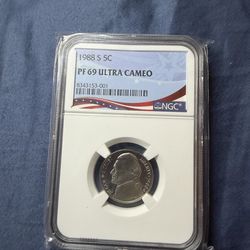 1988 S 5C
PF 69 ULTRA CAMEO
8343153-001
NGC